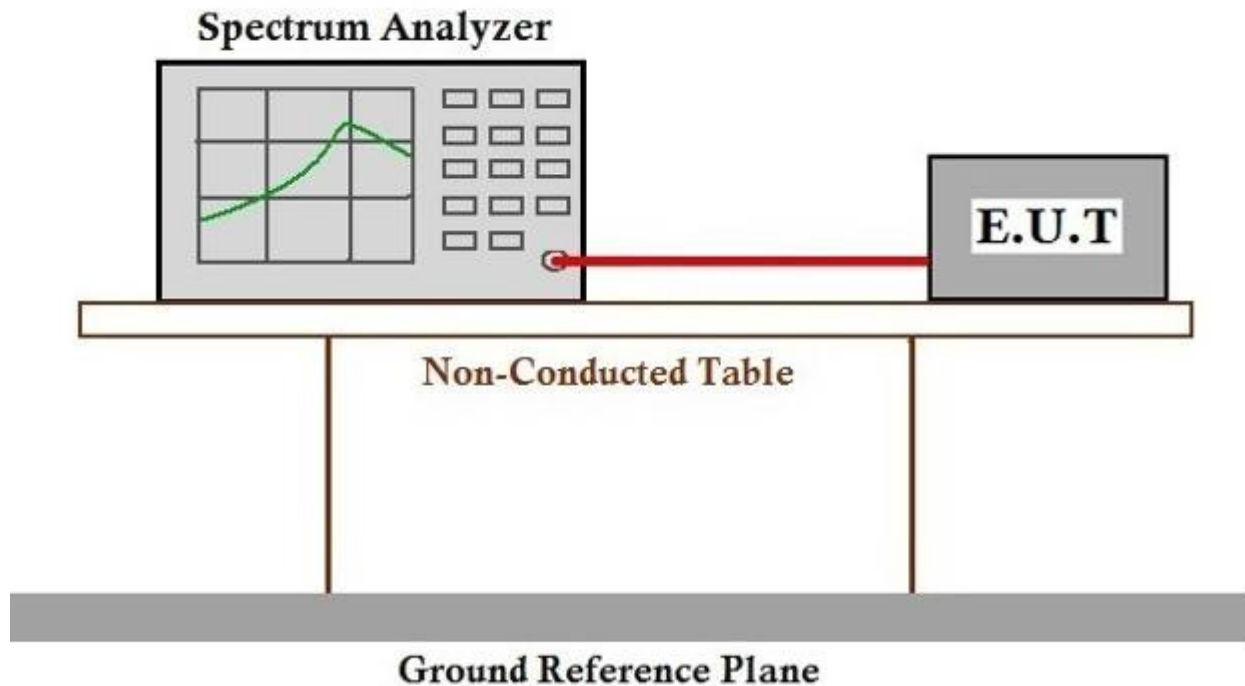 Spectrum Analyzer
E.U.T
Non-Conducted Table
Ground Reference Plane